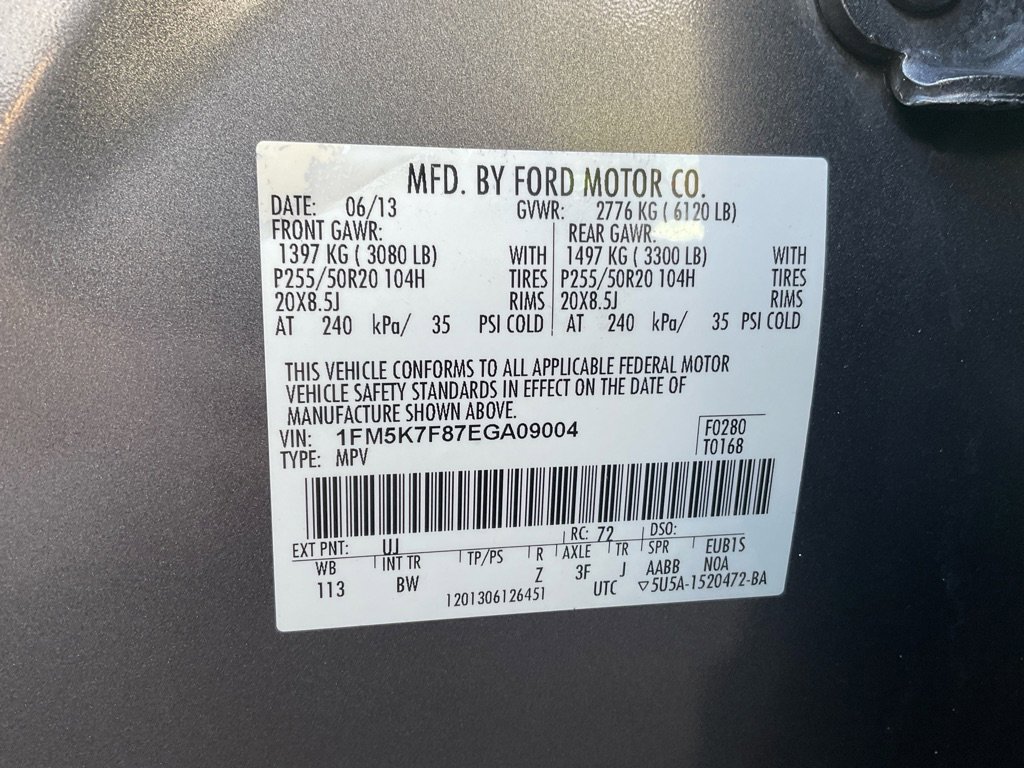 MFD. BY FORD MOTOR CO.
DATE: 06/13 GVWR: 2776 KG ( 6120 LB)
FRONT GAWR: REAR GAWR:
1397 KG ( 3080 LB) WITH 1497 KG ( 3300 LB) WITH
P255/50R20 104H TIRES P255/50R20 104H TIRES
20X8.5J RIMS 20X8.5J RIMS
AT 240 kPa/ 35 PSI COLD AT 240 kPa/ 35 PSI COLD
THIS VEHICLE CONFORMS TO ALL APPLICABLE FEDERAL MOTOR
VEHICLE SAFETY STANDARDS IN EFFECT ON THE DATE OF
MANUFACTURE SHOWN ABOVE.
VIN: 1FM5K7F87EGA09004 F0280
TYPE: MPV T0168
EXT PNT: UJ RC: 72 DSO:
WB INT TR TP/PS R AXLE TR SPR EUB1S
113 BW Z 3F J AABB NOA
1201306126451 UTC ▽5U5A-1520472-BA